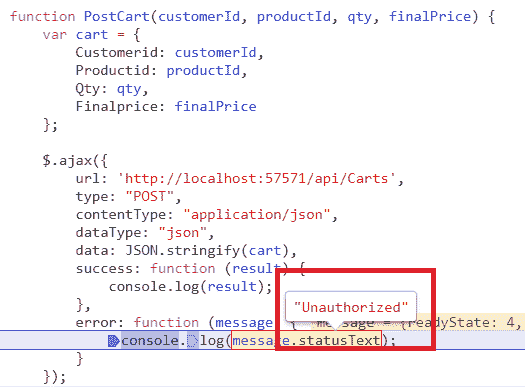 function PostCart(customerId, productId, qty, finalPrice) {
var cart = {
Customerid: customerId,
Productid: productId,
Qty: qty,
Finalprice: finalPrice
};
$.ajax({
url: 'http://localhost:57571/api/Carts',
type: "POST",
contentType: "application/json",
dataType: "json",
data: JSON.stringify(cart),
success: function (result) {
console.log(result);
"Unauthorized"
},
error: function (message) { message = {readyState: 4,
console.log(message.statusText);
}
});